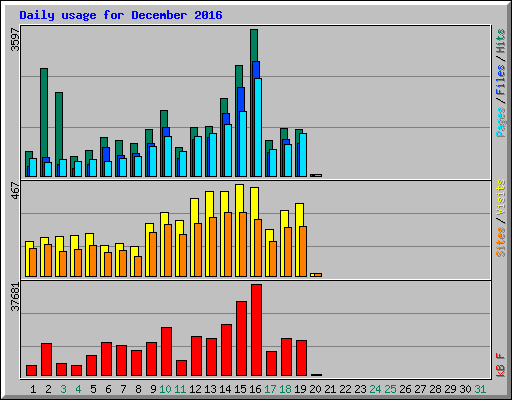 Daily usage for December 2016
3597
Pages / Files / Hits
467
Sites / Visits
37681
kB F
1 2 3 4 5 6 7 8 9 10 11 12 13 14 15 16 17 18 19 20 21 22 23 24 25 26 27 28 29 30 31